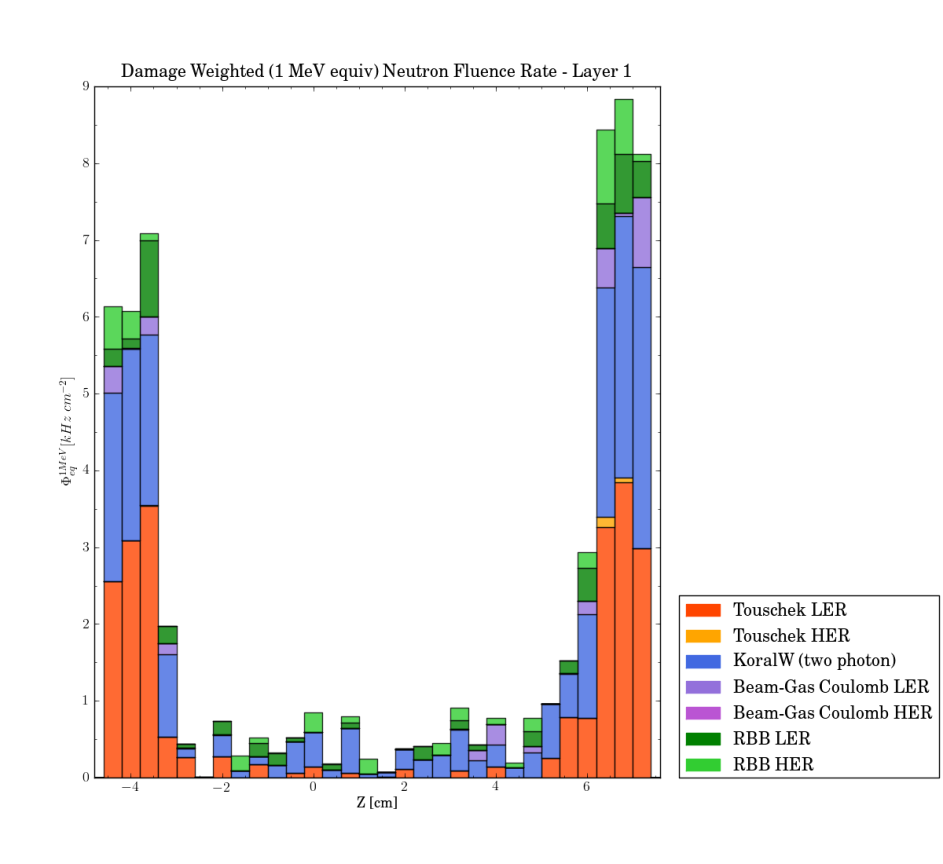 Damage Weighted (1 MeV equiv) Neutron Fluence Rate - Layer 1
9
8
7
6
5
4
3
2
1
0
Φ_{eq}^{1MeV}[kHz cm^{−2}]
−4 −2 0 2 4 6
Z [cm]
Touschek LER
Touschek HER
KoralW (two photon)
Beam-Gas Coulomb LER
Beam-Gas Coulomb HER
RBB LER
RBB HER